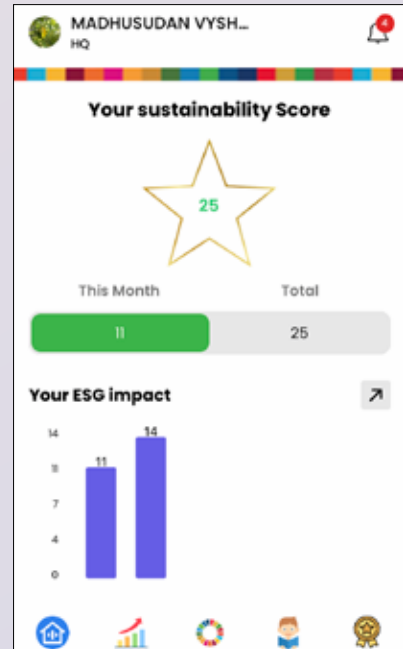 MADHUSUDAN VYSH...
HQ
4
Your sustainability Score
25
This Month
Total
11
25
Your ESG impact
14
11
7
4
0
11
14